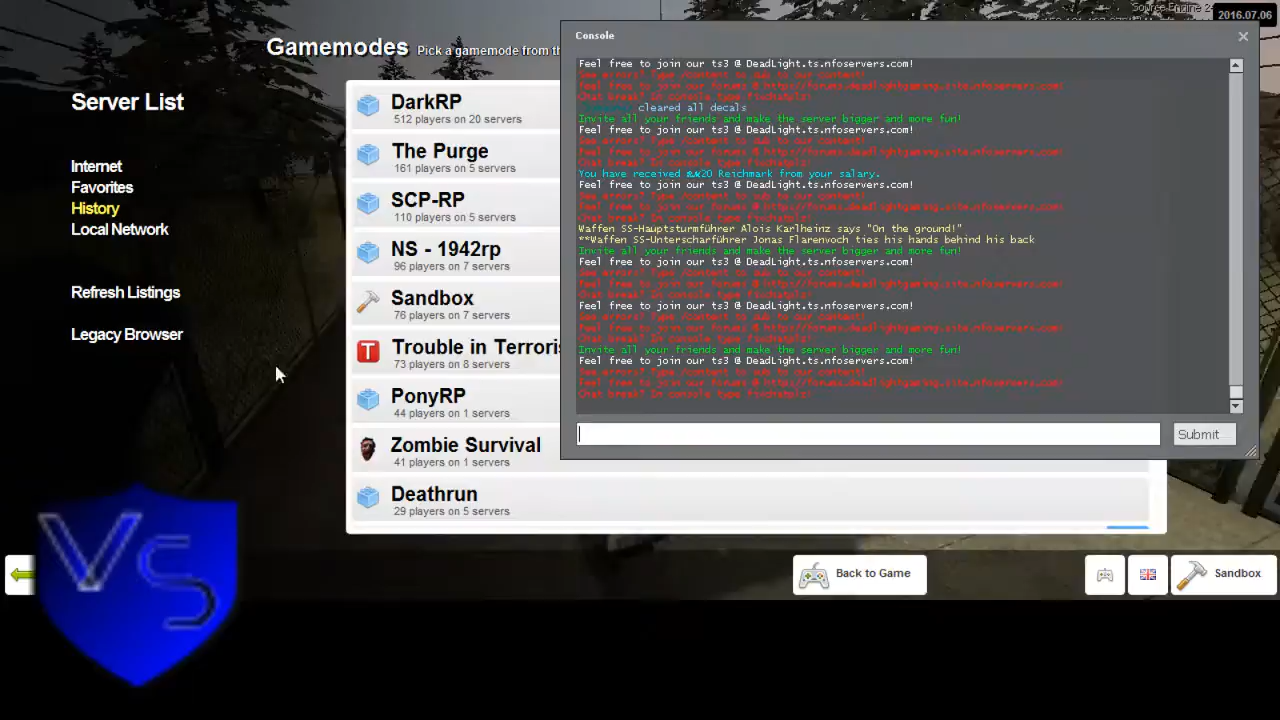 Source Engine 24
2016.07.06
Gamemodes Pick a gamemode from th
Server List
Internet
Favorites
History
Local Network
Refresh Listings
Legacy Browser
DarkRP
512 players on 20 servers
The Purge
161 players on 5 servers
SCP-RP
110 players on 5 servers
NS - 1942rp
96 players on 7 servers
Sandbox
76 players on 7 servers
Trouble in Terroris
73 players on 8 servers
PonyRP
44 players on 1 servers
Zombie Survival
41 players on 1 servers
Deathrun
29 players on 5 servers
Console
Feel free to join our ts3 @ DeadLight.ts.nfoservers.com!
See errors? Type /content to sub to our content!
Feel free to join our forums @ http://forums.deadlightgaming.site.nfoservers.com!
Chat break? In console type fixchatplz!
cleared all decals
Invite all your friends and make the server bigger and more fun!
Feel free to join our ts3 @ DeadLight.ts.nfoservers.com!
See errors? Type /content to sub to our content!
Feel free to join our forums @ http://forums.deadlightgaming.site.nfoservers.com!
Chat break? In console type fixchatplz!
You have received 20 Reichmark from your salary.
Feel free to join our ts3 @ DeadLight.ts.nfoservers.com!
See errors? Type /content to sub to our content!
Feel free to join our forums @ http://forums.deadlightgaming.site.nfoservers.com!
Chat break? In console type fixchatplz!
Waffen SS-Hauptsturmführer Alois Karlheinz says "On the ground!"
**Waffen SS-Unterscharführer Jonas Flarenvoch ties his hands behind his back
Invite all your friends and make the server bigger and more fun!
Feel free to join our ts3 @ DeadLight.ts.nfoservers.com!
See errors? Type /content to sub to our content!
Feel free to join our forums @ http://forums.deadlightgaming.site.nfoservers.com!
Chat break? In console type fixchatplz!
Feel free to join our ts3 @ DeadLight.ts.nfoservers.com!
See errors? Type /content to sub to our content!
Feel free to join our forums @ http://forums.deadlightgaming.site.nfoservers.com!
Invite all your friends and make the server bigger and more fun!
Feel free to join our ts3 @ DeadLight.ts.nfoservers.com!
See errors? Type /content to sub to our content!
Feel free to join our forums @ http://forums.deadlightgaming.site.nfoservers.com!
Chat break? In console type fixchatplz!
Submit
Back to Game
Sandbox
VS